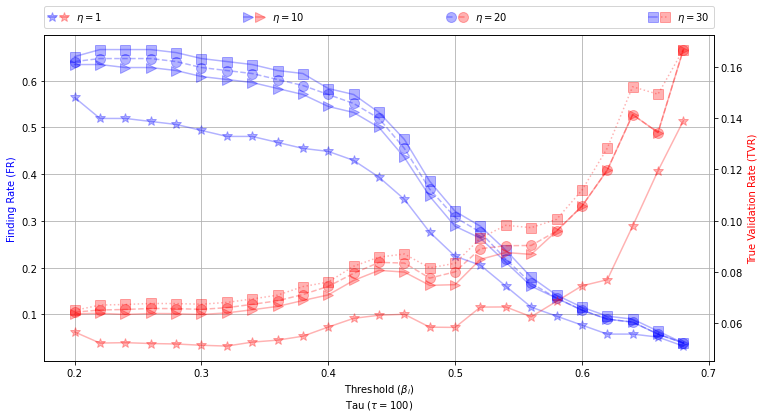 η = 1 η = 10 η = 20 η = 30
Finding Rate (FR)
0.6
0.5
0.4
0.3
0.2
0.1
0.16
0.14
0.12
0.10
0.08
0.06
True Validation Rate (TVR)
0.2 0.3 0.4 0.5 0.6 0.7
Threshold (βᵢ)
Tau (τ = 100)